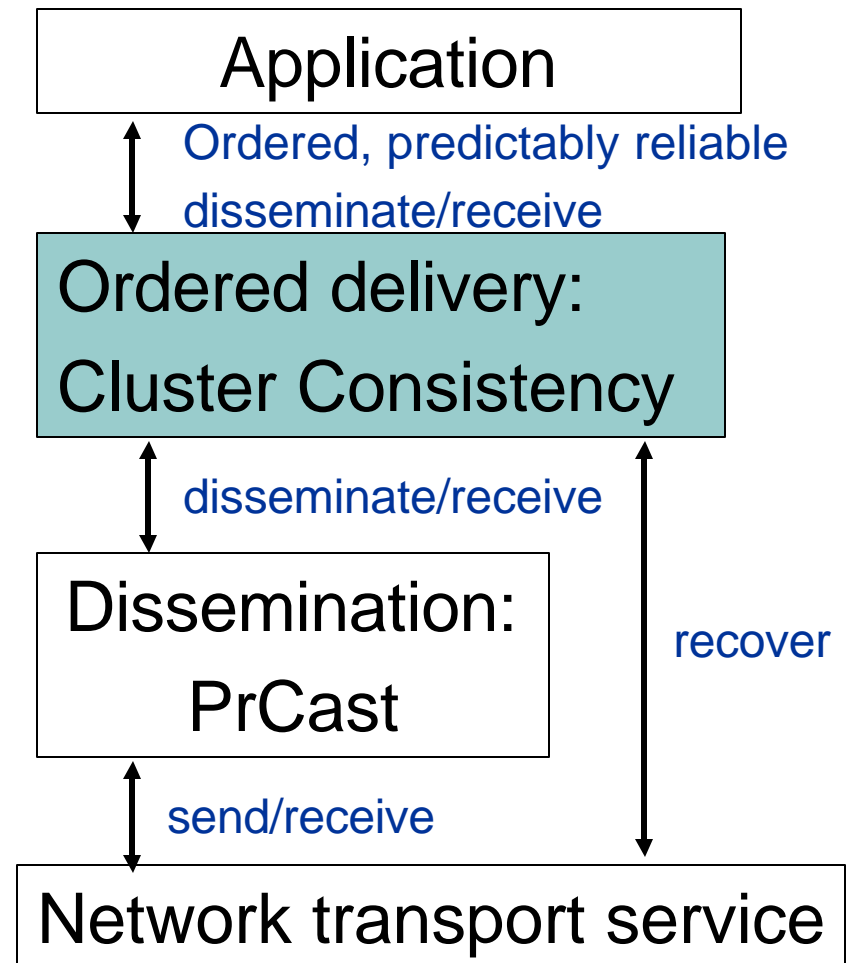 Application
Ordered, predictably reliable
disseminate/receive
Ordered delivery:
Cluster Consistency
disseminate/receive
Dissemination:
PrCast
recover
send/receive
Network transport service